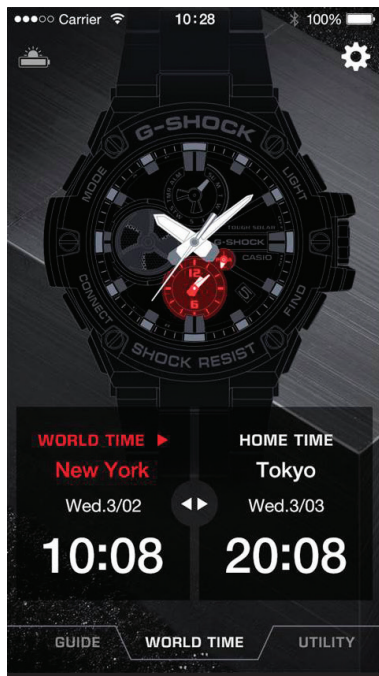 Carrier 10:28 100%
G-SHOCK
MODE LIGHT
TOUGH SOLAR
G-SHOCK
CASIO
12
6
CONNECT FIND
SHOCK RESIST
WORLD TIME
New York
Wed.3/02
10:08
HOME TIME
Tokyo
Wed.3/03
20:08
GUIDE WORLD TIME UTILITY